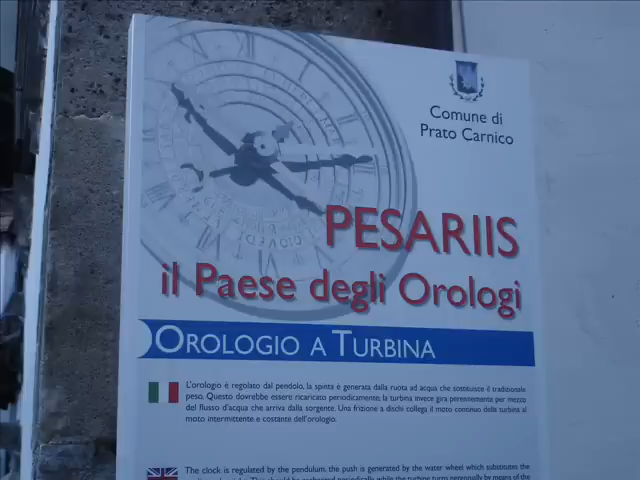 Comune di
Prato Carnico
PESARIIS
il Paese degli Orologi
OROLOGIO A TURBINA
L'orologio è regolato dal pendolo, la spinta è generata dalla ruota ad acqua che sostituisce il tradizionale
peso. Questo dovrebbe essere ricaricato periodicamente, la turbina invece gira perennemente per mezzo
del flusso d'acqua che arriva dalla sorgente. Una frizione a dischi collega il moto continuo della turbina al
moto intermittente e costante dell'orologio.
The clock is regulated by the pendulum, the push is generated by the water wheel which substitutes the